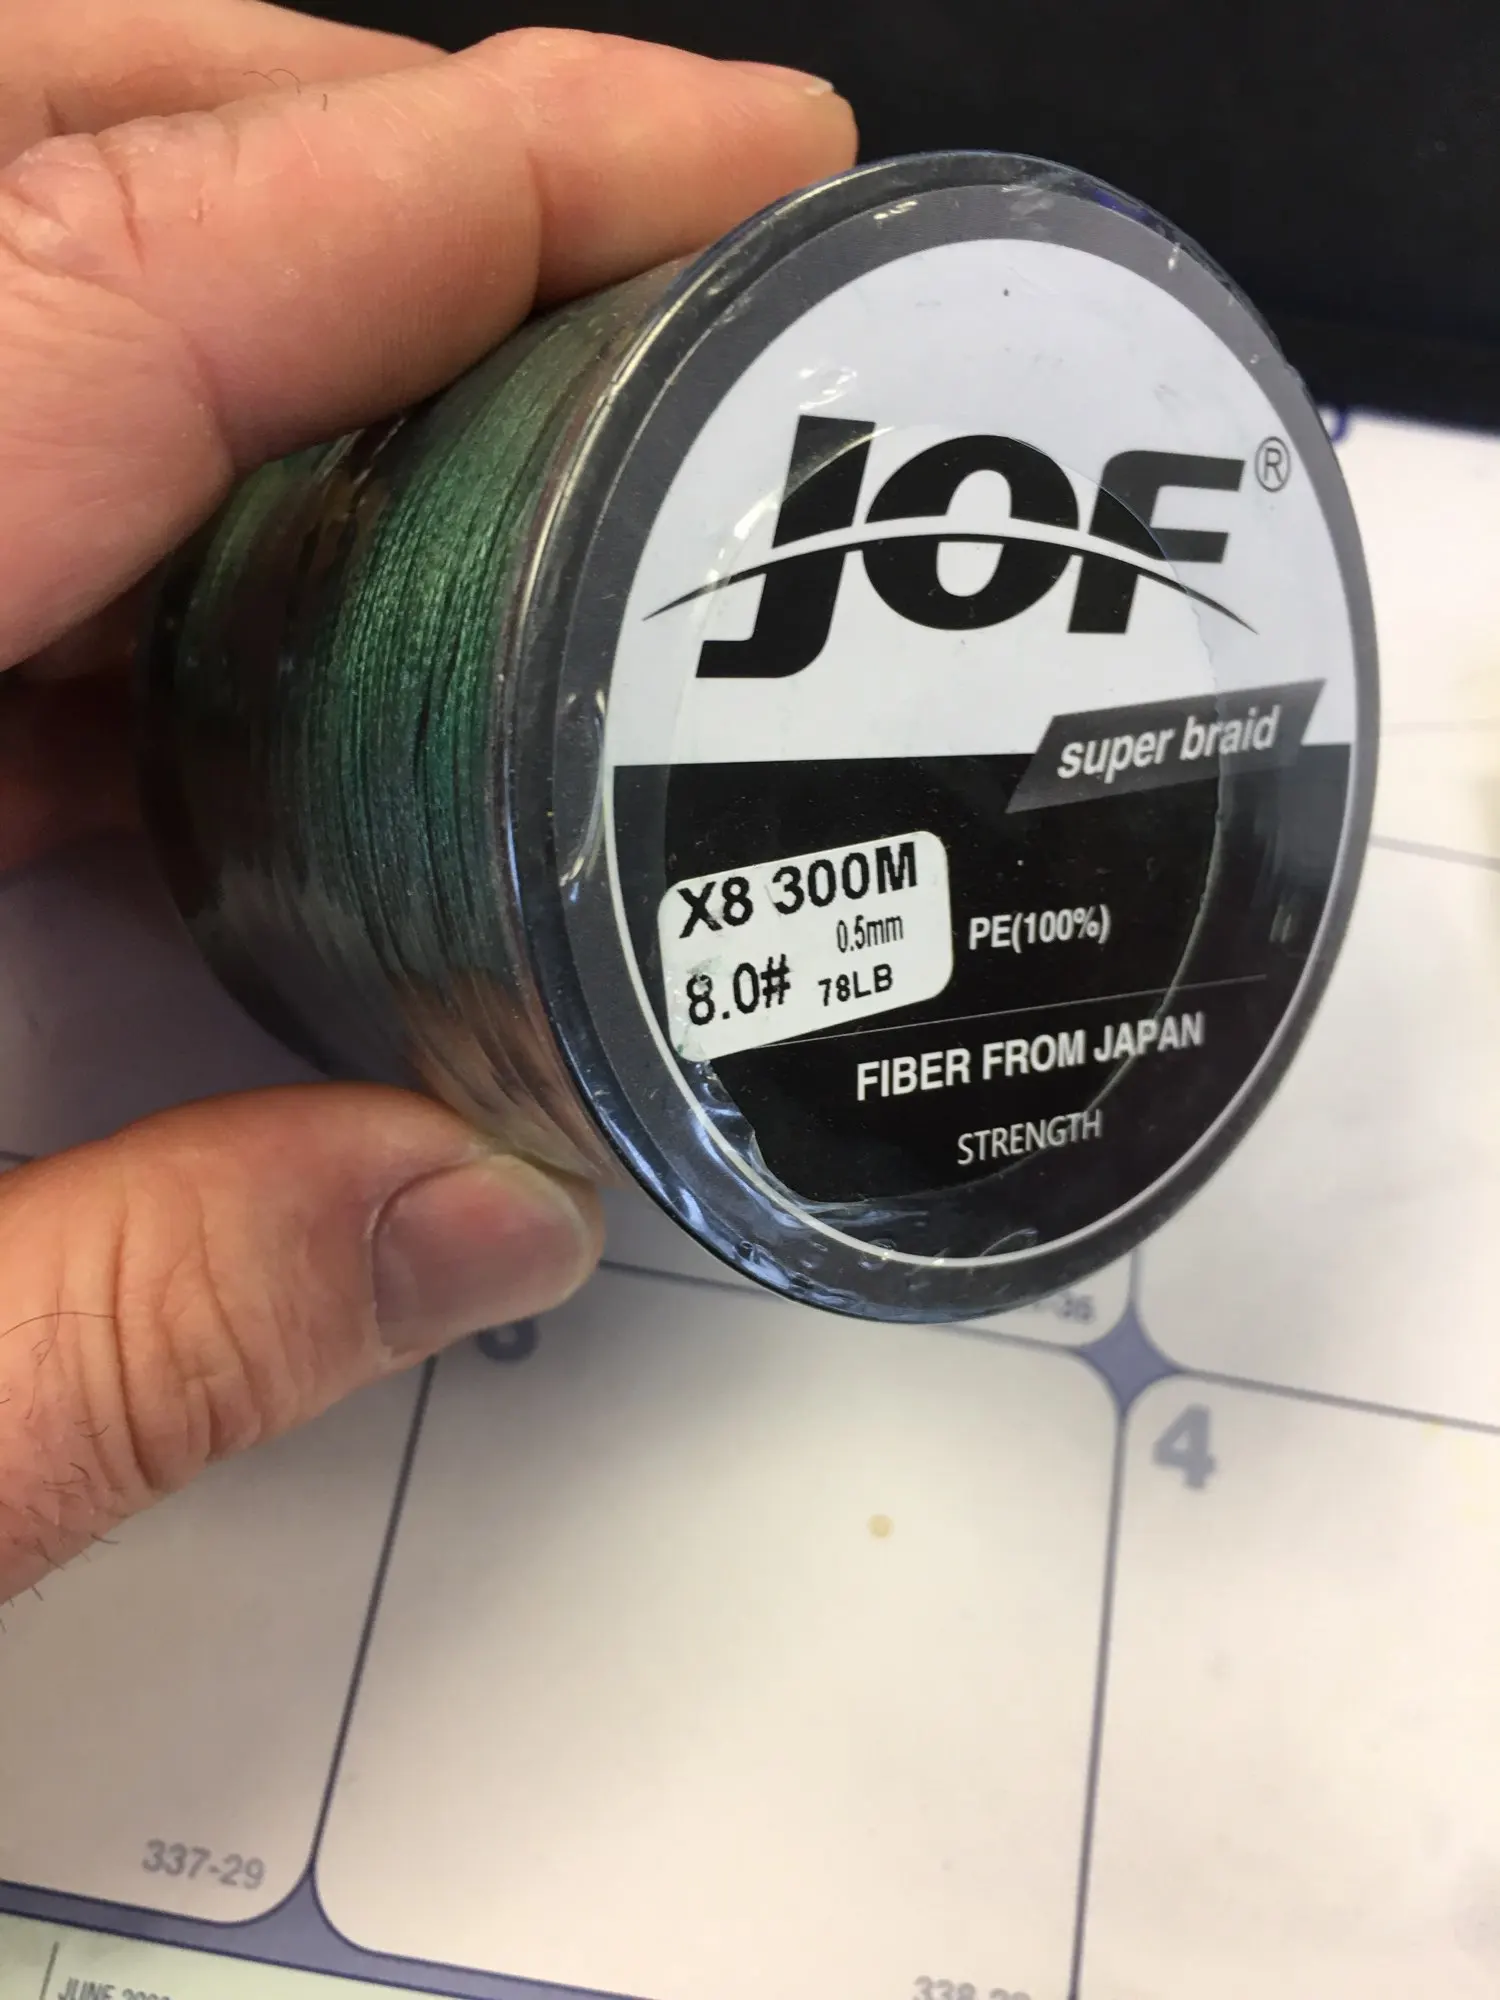 JOF®
super braid
X8 300M
0.5mm
PE(100%)
8.0# 78LB
FIBER FROM JAPAN
STRENGTH
4
337-29